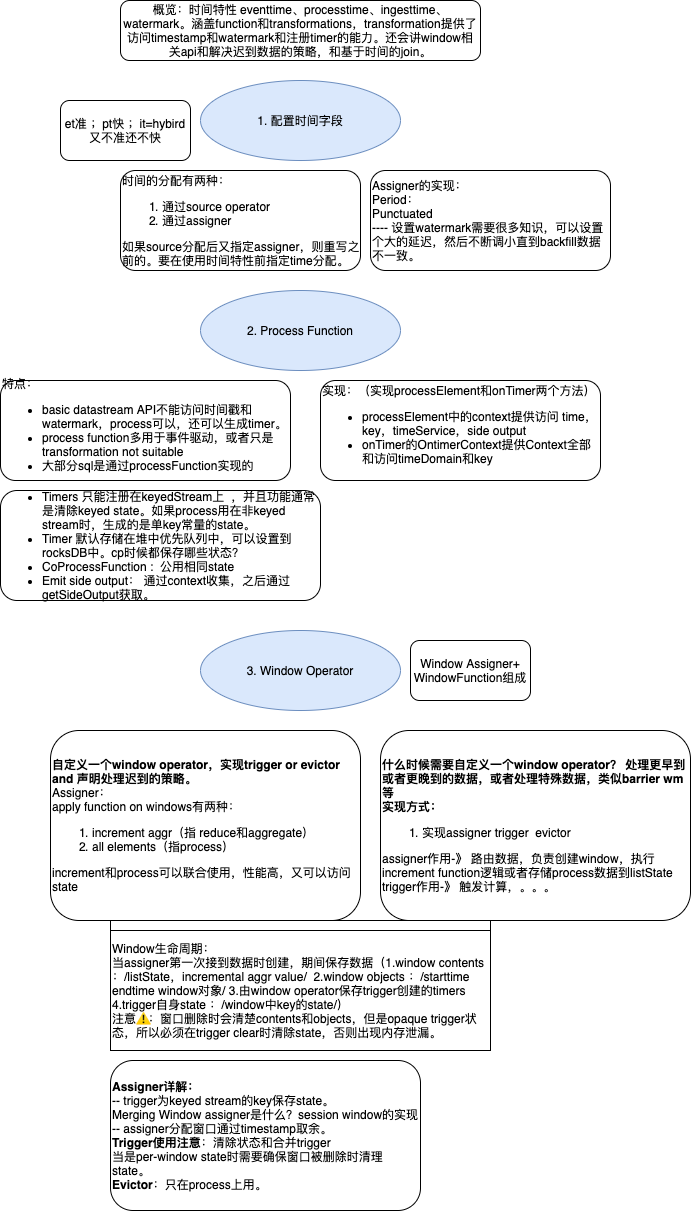 概览：时间特性 eventtime、processtime、ingesttime、
watermark。涵盖function和transformations，transformation提供了
访问timestamp和watermark和注册timer的能力。还会讲window相
关api和解决迟到数据的策略，和基于时间的join。
et准 ；pt快 ；it=hybird
又不准还不快
1. 配置时间字段
时间的分配有两种：
1. 通过source operator
2. 通过assigner
如果source分配后又指定assigner，则重写之
前的。要在使用时间特性前指定time分配。
Assigner的实现：
Period：
Punctuated
---- 设置watermark需要很多知识，可以设置
个大的延迟，然后不断调小直到backfill数据
不一致。
2. Process Function
特点：
• basic datastream API不能访问时间戳和
watermark，process可以，还可以生成timer。
• process function多用于事件驱动，或者只是
transformation not suitable
• 大部分sql是通过processFunction实现的
实现：（实现processElement和onTimer两个方法）
• processElement中的context提供访问 time，
key，timeService，side output
• onTimer的OntimerContext提供Context全部
和访问timeDomain和key
• Timers 只能注册在keyedStream上 ，并且功能通常
是清除keyed state。如果process用在非keyed
stream时，生成的是单key常量的state。
• Timer 默认存储在堆中优先队列中，可以设置到
rocksDB中。cp时候都保存哪些状态？
• CoProcessFunction ：公用相同state
• Emit side output： 通过context收集，之后通过
getSideOutput获取。
3. Window Operator
Window Assigner+
WindowFunction组成
自定义一个window operator，实现trigger or evictor
and 声明处理迟到的策略。
Assigner：
apply function on windows有两种：
1. increment aggr（指 reduce和aggregate）
2. all elements（指process）
increment和process可以联合使用，性能高，又可以访问
state
什么时候需要自定义一个window operator？ 处理更早到
或者更晚到的数据，或者处理特殊数据，类似barrier wm
等
实现方式：
1. 实现assigner trigger evictor
assigner作用-》 路由数据，负责创建window，执行
increment function逻辑或者存储process数据到listState
trigger作用-》 触发计算，。。。
Window生命周期：
当assigner第一次接到数据时创建，期间保存数据（1.window contents
：/listState，incremental aggr value/ 2.window objects ：/starttime
endtime window对象/ 3.由window operator保存trigger创建的timers
4.trigger自身state ：/window中key的state/）
注意⚠️：窗口删除时会清楚contents和objects，但是opaque trigger状
态，所以必须在trigger clear时清除state，否则出现内存泄漏。
Assigner详解：
-- trigger为keyed stream的key保存state。
Merging Window assigner是什么？session window的实现
-- assigner分配窗口通过timestamp取余。
Trigger使用注意：清除状态和合并trigger
当是per-window state时需要确保窗口被删除时清理
state。
Evictor：只在process上用。